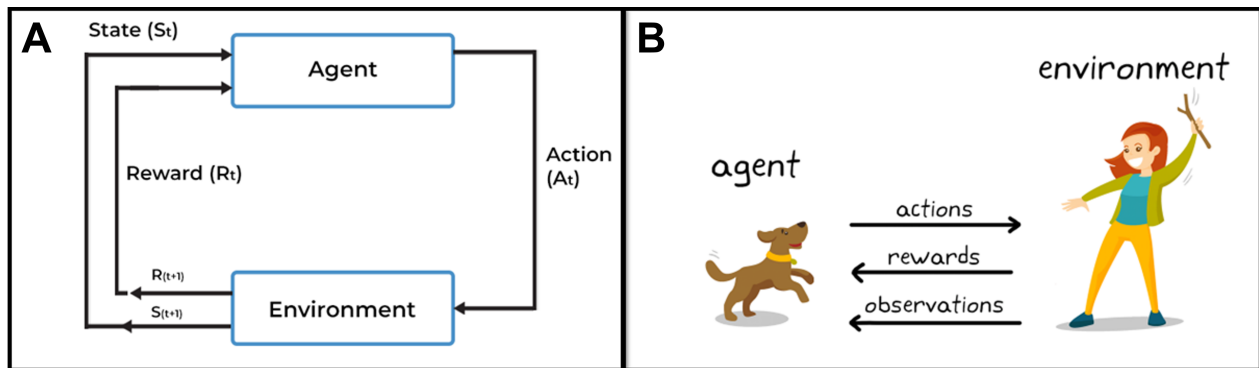 A
State (St)
Agent
Reward (Rt)
Action
(At)
R(t+1)
S(t+1)
Environment
B
environment
agent
actions
rewards
observations